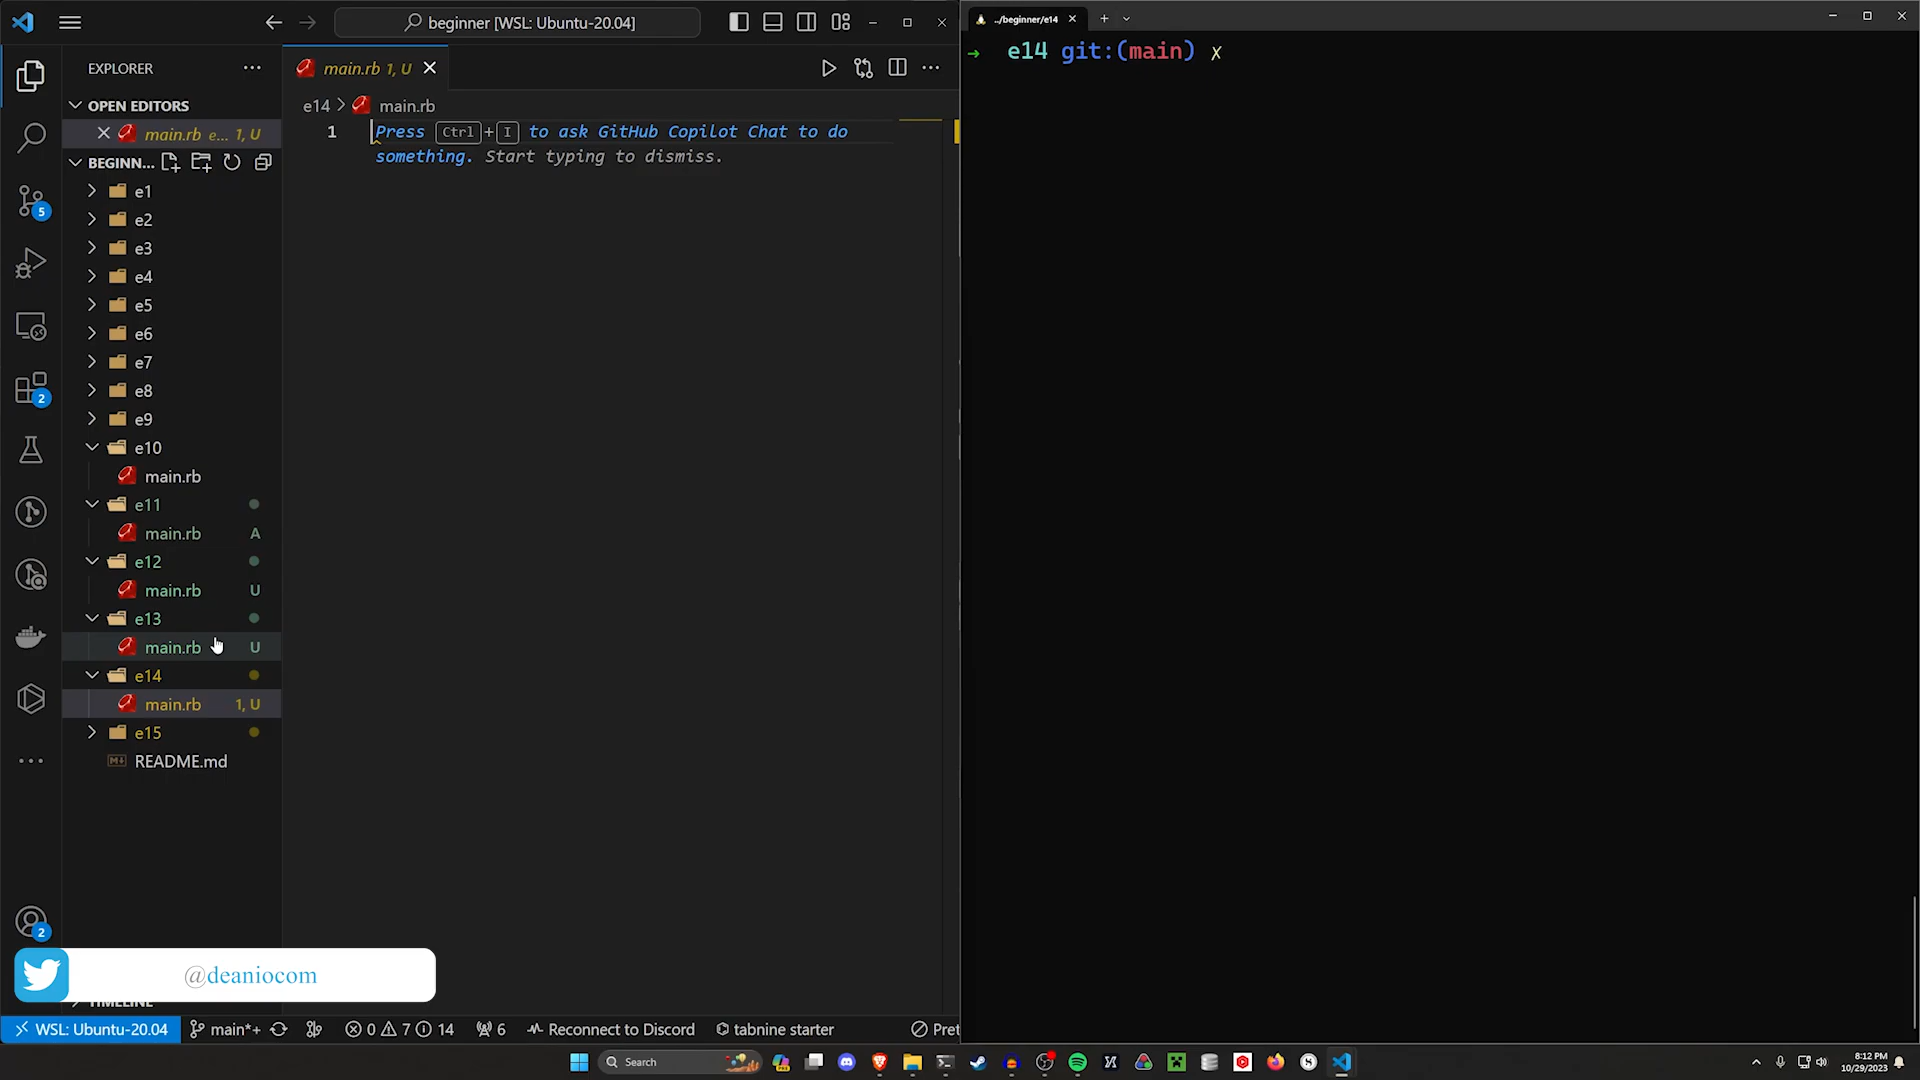 beginner [WSL: Ubuntu-20.04]
EXPLORER
OPEN EDITORS
main.rb e... 1, U
BEGINN...
e1
e2
e3
e4
e5
e6
e7
e8
e9
e10
main.rb
e11
main.rb A
e12
main.rb U
e13
main.rb U
e14
main.rb 1, U
e15
README.md
5
2
2
main.rb 1, U
e14 > main.rb
1
Press Ctrl+I to ask GitHub Copilot Chat to do
something. Start typing to dismiss.
@deaniocom
TIMELINE
WSL: Ubuntu-20.04 main*+ 0 7 14 6 Reconnect to Discord tabnine starter Pret
../beginner/e14
→ e14 git:(main) x
Search
8:12 PM
10/29/2023